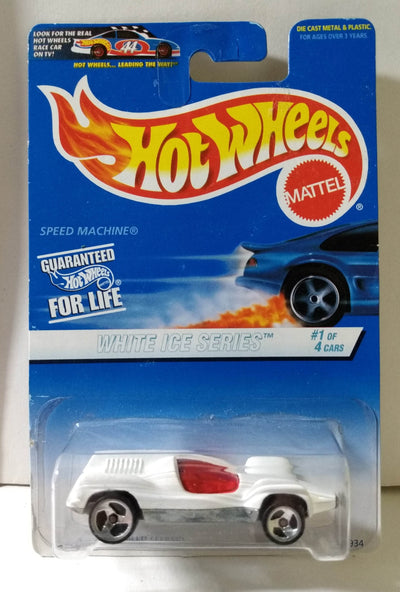 LOOK FOR THE REAL
HOT WHEELS
RACE CAR
ON TV!
44
HOT WHEELS... LEADING THE WAY!™
DIE CAST METAL & PLASTIC
FOR AGES OVER 3 YEARS
HOT WHEELS
MATTEL
®
SPEED MACHINE®
GUARANTEED
HOT WHEELS
FOR LIFE
WHITE ICE SERIES™
#1 OF
4 CARS
934